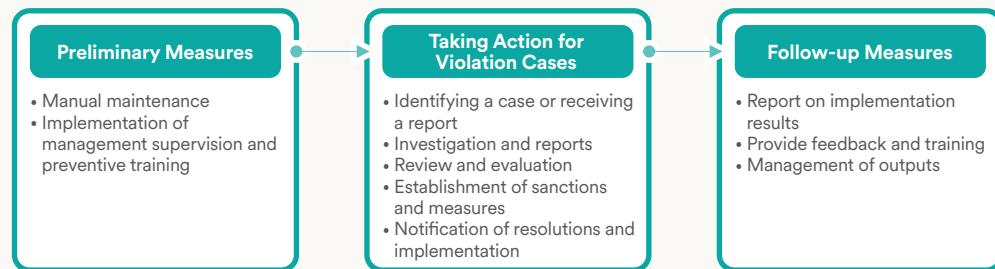 Preliminary Measures
• Manual maintenance
• Implementation of
management supervision and
preventive training
Taking Action for
Violation Cases
• Identifying a case or receiving
a report
• Investigation and reports
• Review and evaluation
• Establishment of sanctions
and measures
• Notification of resolutions and
implementation
Follow-up Measures
• Report on implementation
results
• Provide feedback and training
• Management of outputs